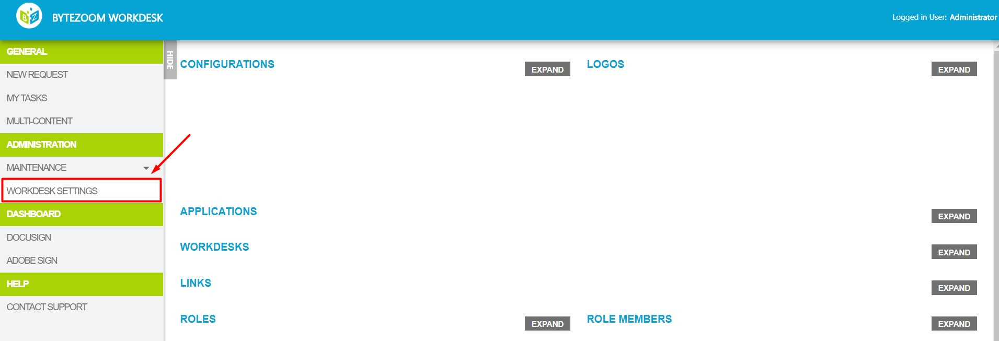 BZ
BYTEZOOM WORKDESK
Logged in User: Administrator
GENERAL
NEW REQUEST
MY TASKS
MULTI-CONTENT
ADMINISTRATION
MAINTENANCE
WORKDESK SETTINGS
DASHBOARD
DOCUSIGN
ADOBE SIGN
HELP
CONTACT SUPPORT
HIDE
CONFIGURATIONS
EXPAND
LOGOS
EXPAND
APPLICATIONS
EXPAND
WORKDESKS
EXPAND
LINKS
EXPAND
ROLES
EXPAND
ROLE MEMBERS
EXPAND